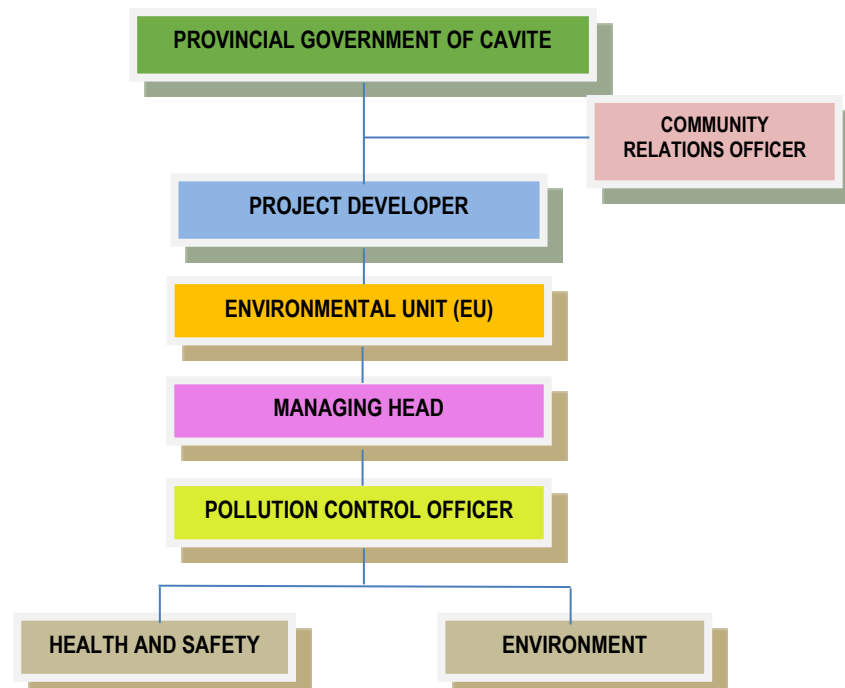 PROVINCIAL GOVERNMENT OF CAVITE
COMMUNITY
RELATIONS OFFICER
PROJECT DEVELOPER
ENVIRONMENTAL UNIT (EU)
MANAGING HEAD
POLLUTION CONTROL OFFICER
HEALTH AND SAFETY
ENVIRONMENT